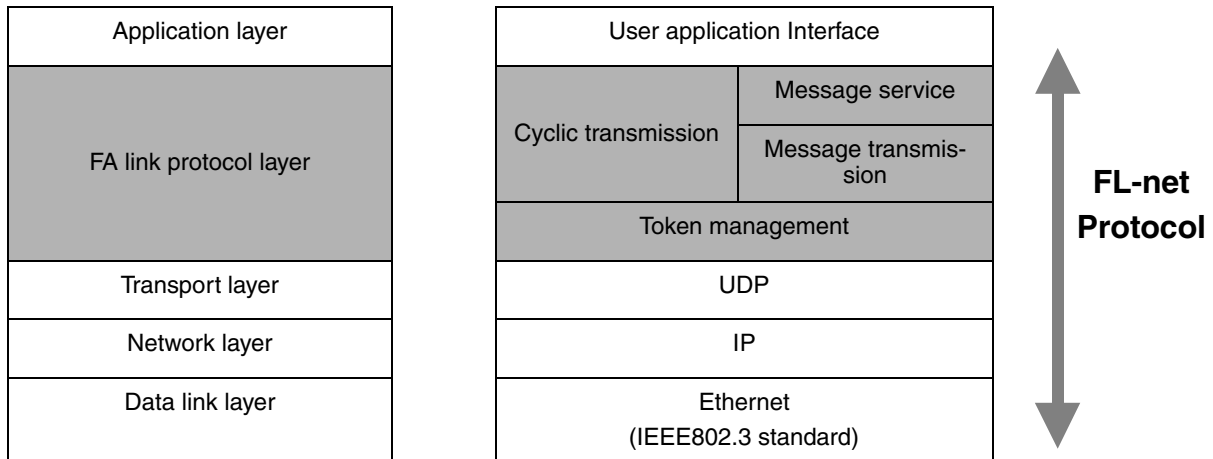 Application layer
FA link protocol layer
Transport layer
Network layer
Data link layer
User application Interface
Cyclic transmission
Message service
Message transmis-
sion
Token management
UDP
IP
Ethernet
(IEEE802.3 standard)
FL-net
Protocol